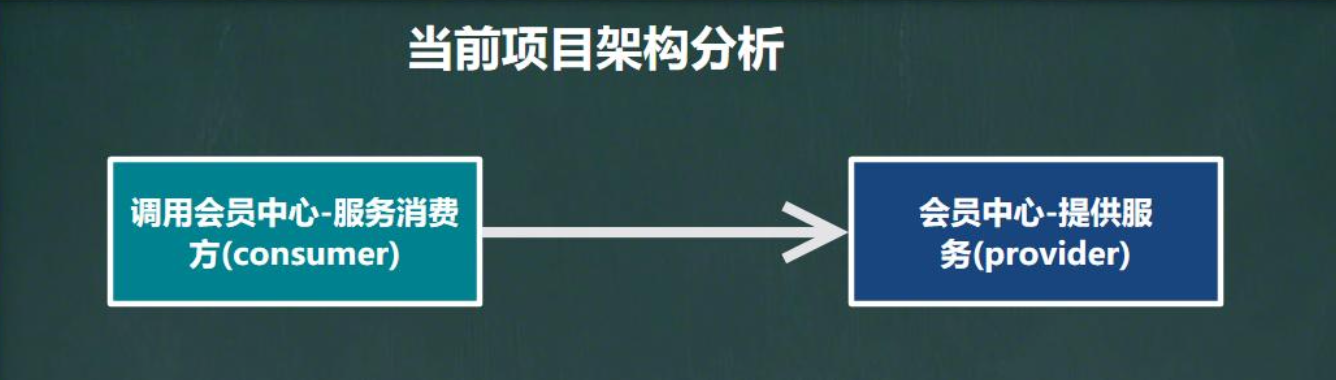 当前项目架构分析
调用会员中心-服务消费
方(consumer)
会员中心-提供服
务(provider)